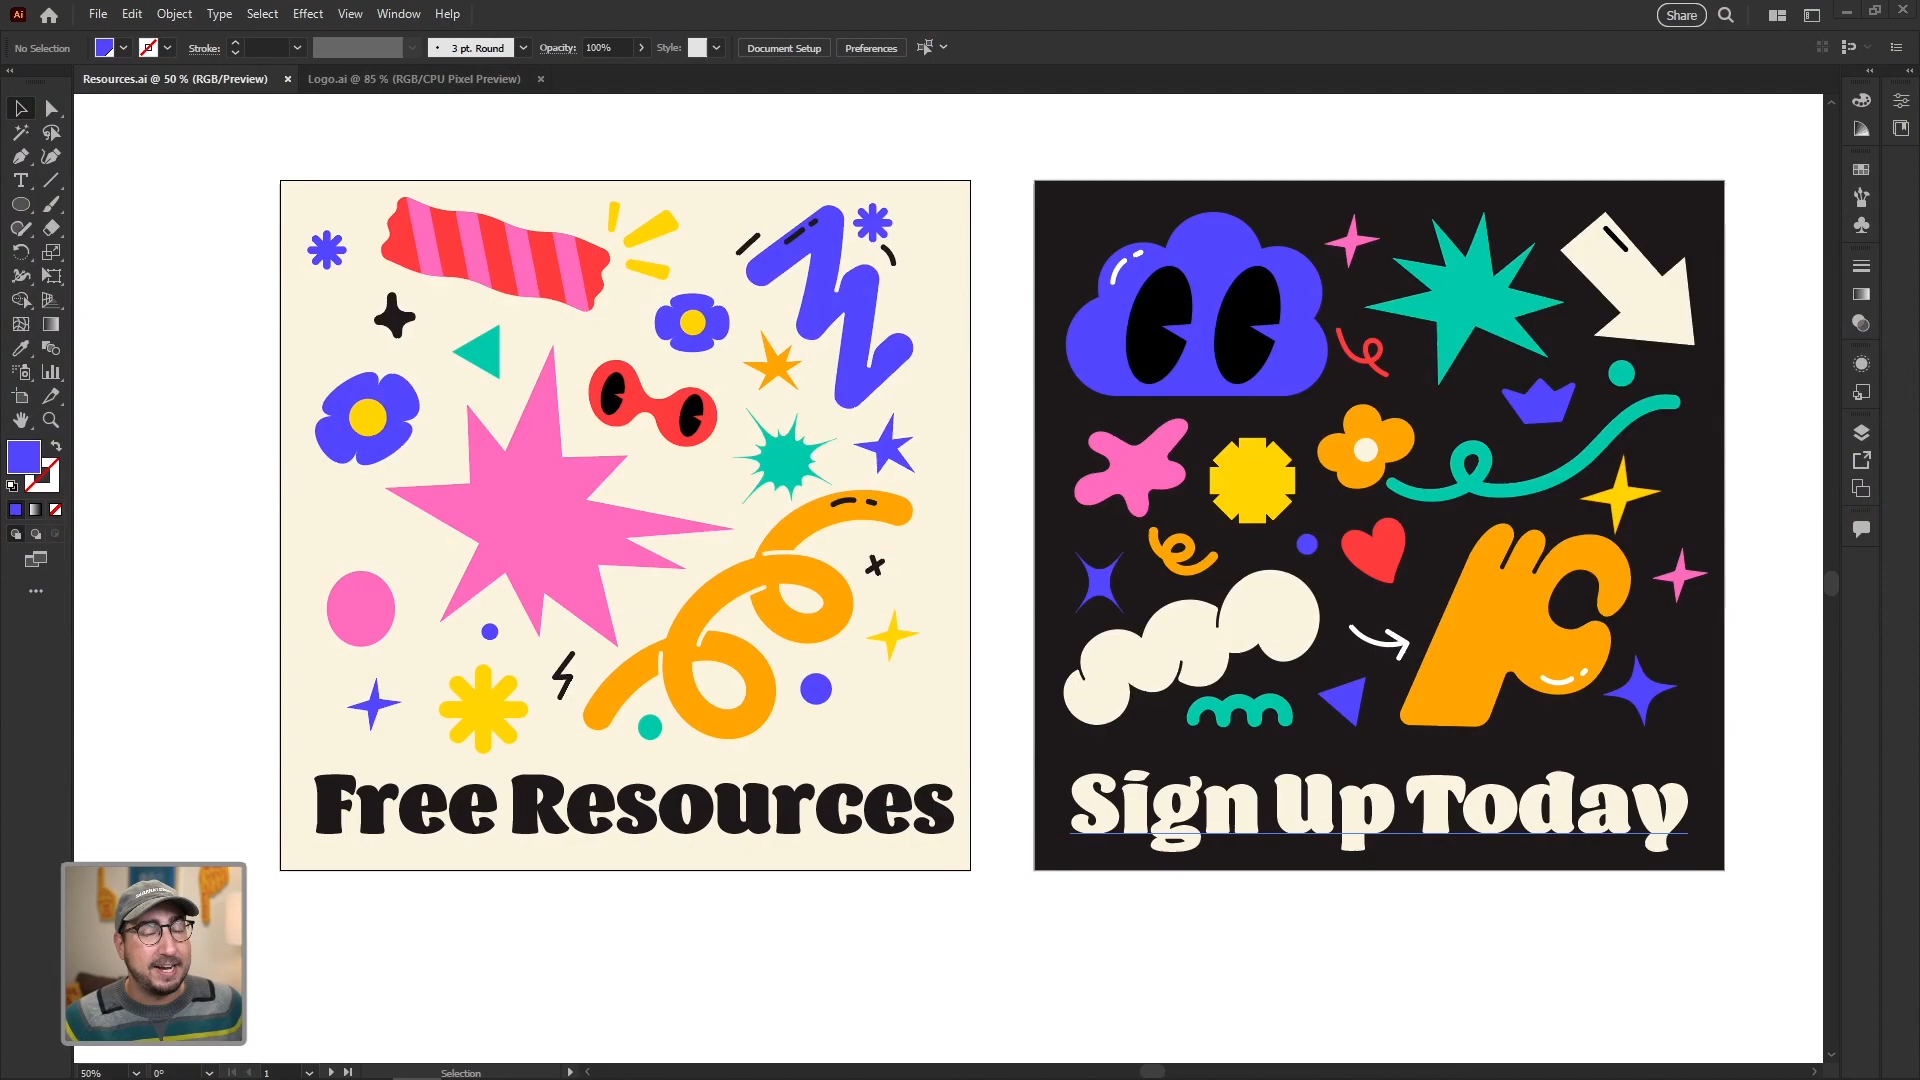 Ai File Edit Object Type Select Effect View Window Help Share
No Selection Stroke: 3 pt. Round Opacity: 100% Style: Document Setup Preferences
Resources.ai @ 50 % (RGB/Preview) × Logo.ai @ 85 % (RGB/CPU Pixel Preview) ×
Free Resources
Sign Up Today
50% 0° 1 Selection